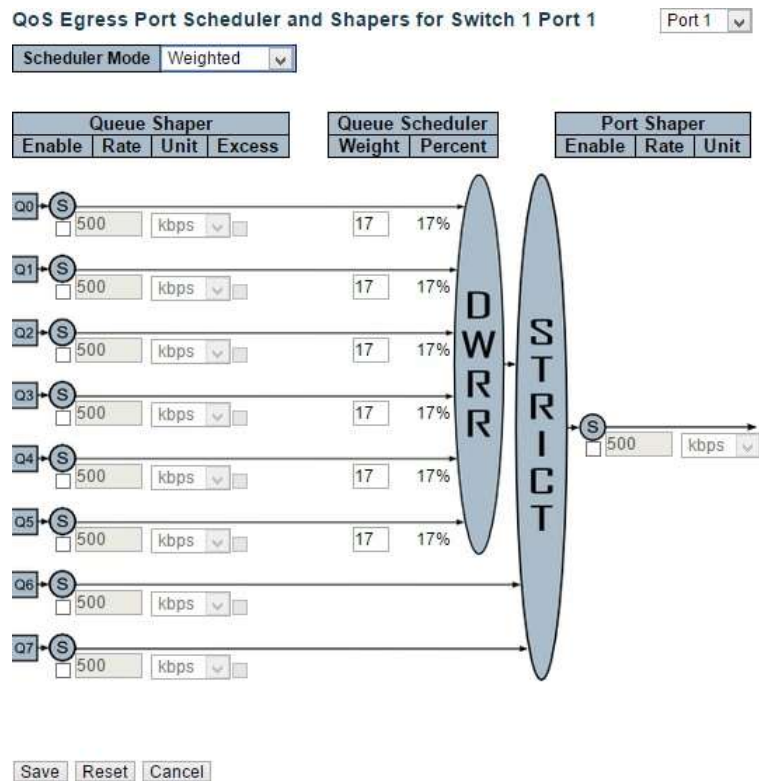 QoS Egress Port Scheduler and Shapers for Switch 1 Port 1 Port 1
Scheduler Mode Weighted
Queue Shaper Queue Scheduler Port Shaper
Enable Rate Unit Excess Weight Percent Enable Rate Unit
Q0 S
500 kbps 17 17%
Q1 S
500 kbps 17 17%
Q2 S
500 kbps 17 17%
Q3 S
500 kbps 17 17%
Q4 S
500 kbps 17 17%
Q5 S
500 kbps 17 17%
Q6 S
500 kbps
Q7 S
500 kbps
DWRR
STRICT
S
500 kbps
Save Reset Cancel